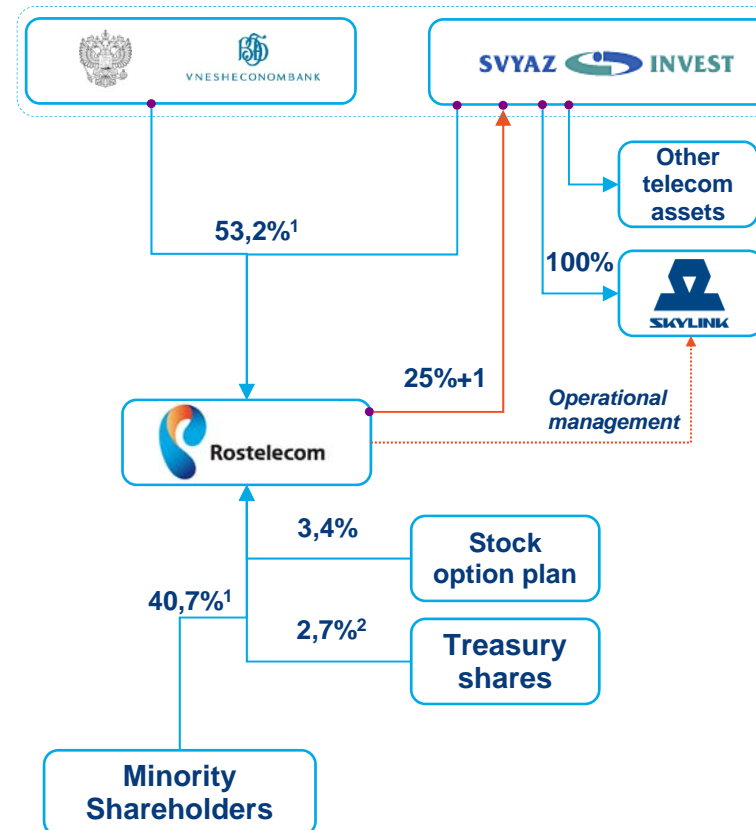 VNESHECONOMBANK
SVYAZ INVEST
Other
telecom
assets
53,2%¹
100%
SKYLINK
25%+1
Operational
management
Rostelecom
3,4%
Stock
option plan
40,7%¹
2,7%²
Treasury
shares
Minority
Shareholders